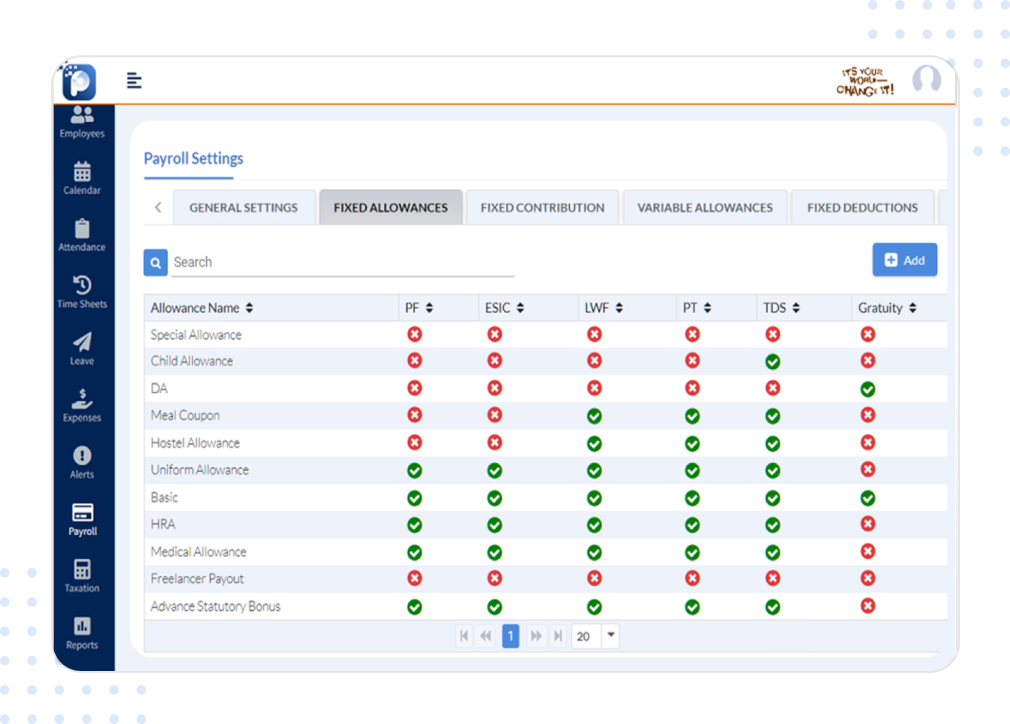 IT'S YOUR
WORLD—
CHANGE IT!
Employees
Calendar
Attendance
Time Sheets
Leave
Expenses
Alerts
Payroll
Taxation
Reports
Payroll Settings
GENERAL SETTINGS FIXED ALLOWANCES FIXED CONTRIBUTION VARIABLE ALLOWANCES FIXED DEDUCTIONS
Search
Add
Allowance Name PF ESIC LWF PT TDS Gratuity
Special Allowance
Child Allowance
DA
Meal Coupon
Hostel Allowance
Uniform Allowance
Basic
HRA
Medical Allowance
Freelancer Payout
Advance Statutory Bonus
1 20